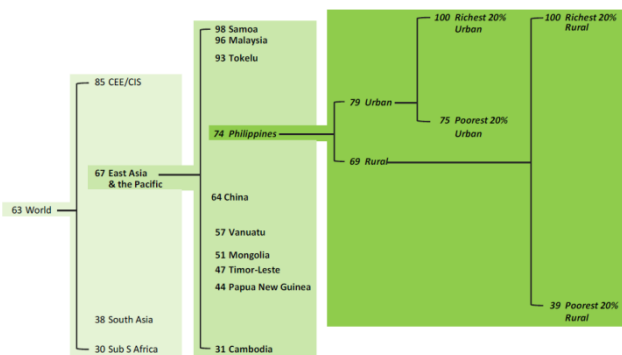 63 World
85 CEE/CIS
67 East Asia
& the Pacific
38 South Asia
30 Sub S Africa
98 Samoa
96 Malaysia
93 Tokelu
74 Philippines
64 China
57 Vanuatu
51 Mongolia
47 Timor-Leste
44 Papua New Guinea
31 Cambodia
79 Urban
69 Rural
100 Richest 20%
Urban
75 Poorest 20%
Urban
100 Richest 20%
Rural
39 Poorest 20%
Rural